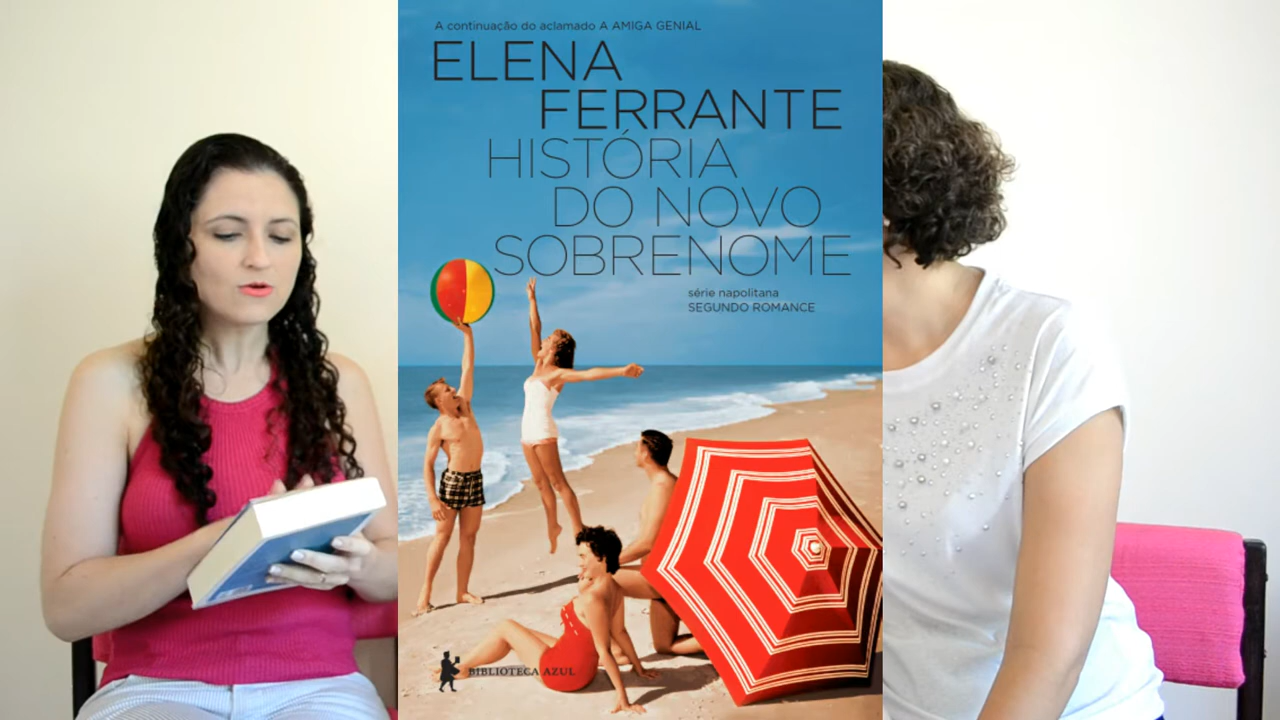 A continuação do aclamado A AMIGA GENIAL
ELENA
FERRANTE
HISTÓRIA
DO NOVO
SOBRENOME
série napolitana
SEGUNDO ROMANCE
BIBLIOTECA AZUL